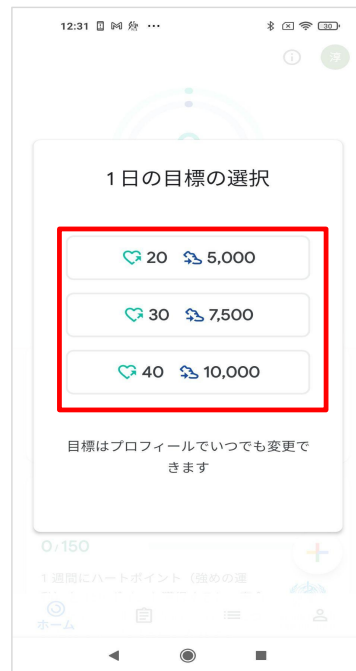 12:31
30
1日の目標の選択
20 5,000
30 7,500
40 10,000
目標はプロフィールでいつでも変更で
きます
0/150
1 週間にハートポイント（強めの運
ホーム